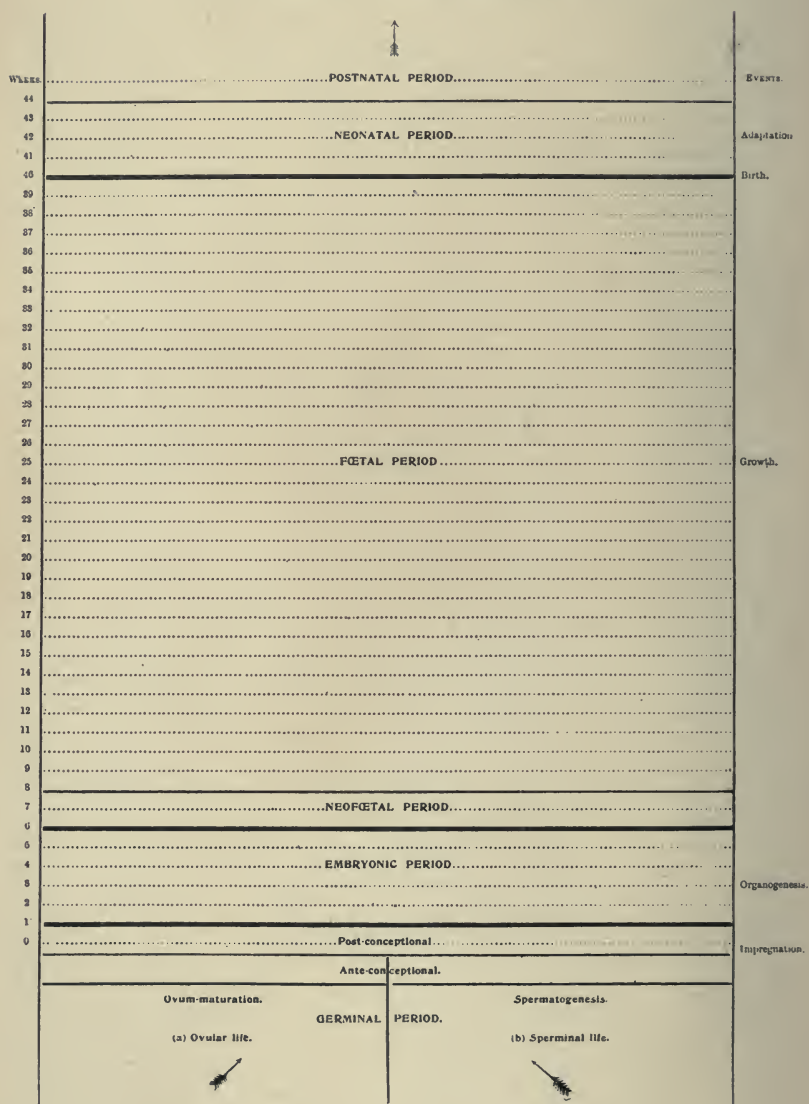 WEEKS. POSTNATAL PERIOD EVENTS.
44
43
42 NEONATAL PERIOD Adaptation
41
40 Birth.
39
38
37
36
35
34
33
32
31
30
29
28
27
26
25 FŒTAL PERIOD Growth.
24
23
22
21
20
19
18
17
16
15
14
13
12
11
10
9
8
7 NEOFŒTAL PERIOD
6
5
4 EMBRYONIC PERIOD
3 Organogenesis.
2
1
0 Post-conceptional
Impregnation.
Ante-conceptional.
Ovum-maturation. Spermatogenesis.
GERMINAL PERIOD.
(a) Ovular life. (b) Sperminal life.